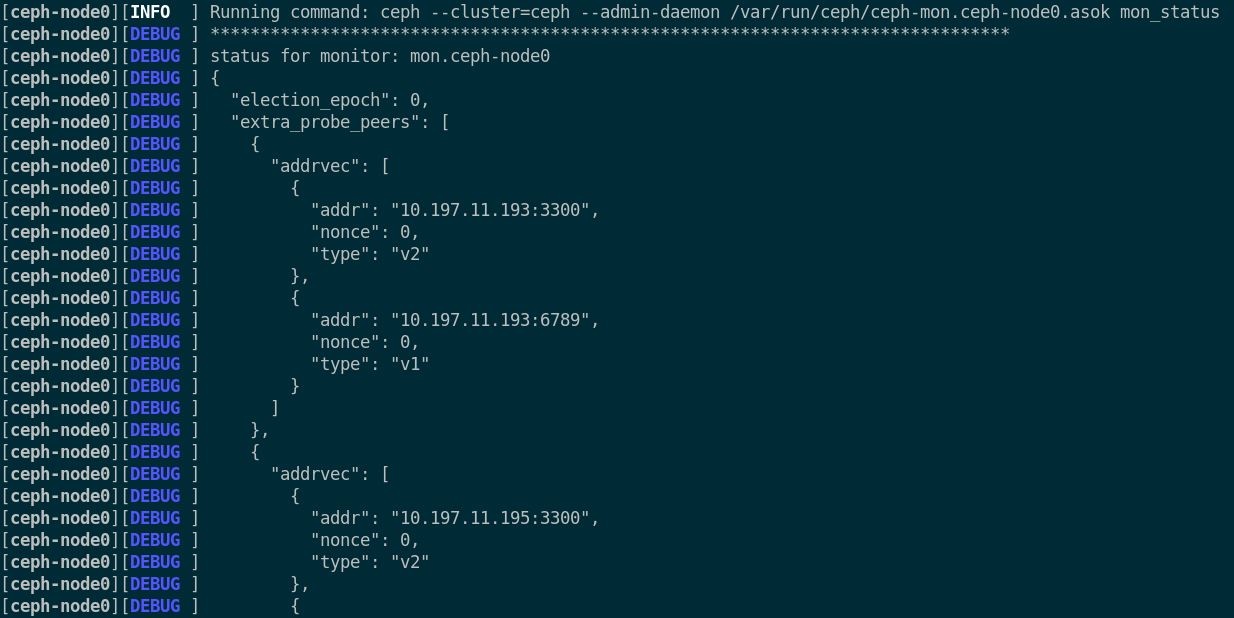 [ceph-node0][INFO  ] Running command: ceph --cluster=ceph --admin-daemon /var/run/ceph/ceph-mon.ceph-node0.asok mon_status
[ceph-node0][DEBUG ] ********************************************************************************
[ceph-node0][DEBUG ] status for monitor: mon.ceph-node0
[ceph-node0][DEBUG ] {
[ceph-node0][DEBUG ]   "election_epoch": 0,
[ceph-node0][DEBUG ]   "extra_probe_peers": [
[ceph-node0][DEBUG ]     {
[ceph-node0][DEBUG ]       "addrvec": [
[ceph-node0][DEBUG ]         {
[ceph-node0][DEBUG ]           "addr": "10.197.11.193:3300",
[ceph-node0][DEBUG ]           "nonce": 0,
[ceph-node0][DEBUG ]           "type": "v2"
[ceph-node0][DEBUG ]         },
[ceph-node0][DEBUG ]         {
[ceph-node0][DEBUG ]           "addr": "10.197.11.193:6789",
[ceph-node0][DEBUG ]           "nonce": 0,
[ceph-node0][DEBUG ]           "type": "v1"
[ceph-node0][DEBUG ]         }
[ceph-node0][DEBUG ]       ]
[ceph-node0][DEBUG ]     },
[ceph-node0][DEBUG ]     {
[ceph-node0][DEBUG ]       "addrvec": [
[ceph-node0][DEBUG ]         {
[ceph-node0][DEBUG ]           "addr": "10.197.11.195:3300",
[ceph-node0][DEBUG ]           "nonce": 0,
[ceph-node0][DEBUG ]           "type": "v2"
[ceph-node0][DEBUG ]         },
[ceph-node0][DEBUG ]         {